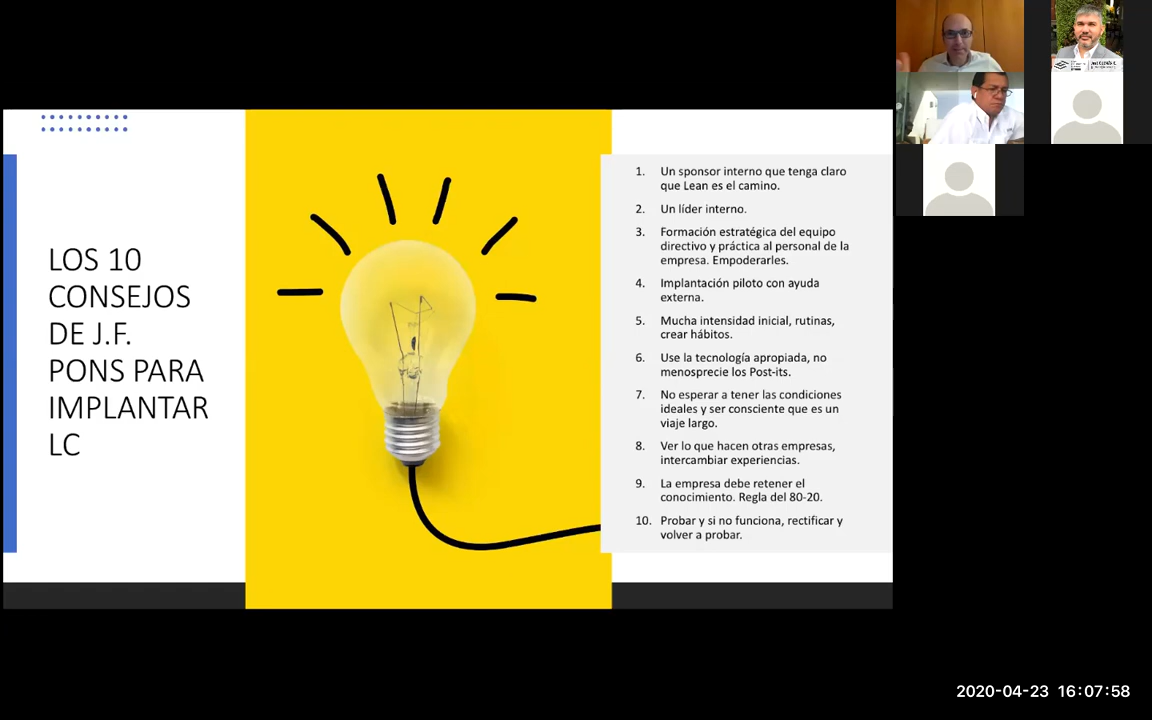 LOS 10
CONSEJOS
DE J.F.
PONS PARA
IMPLANTAR
LC
1. Un sponsor interno que tenga claro
que Lean es el camino.
2. Un líder interno.
3. Formación estratégica del equipo
directivo y práctica al personal de la
empresa. Empoderarles.
4. Implantación piloto con ayuda
externa.
5. Mucha intensidad inicial, rutinas,
crear hábitos.
6. Use la tecnología apropiada, no
menosprecie los Post-its.
7. No esperar a tener las condiciones
ideales y ser consciente que es un
viaje largo.
8. Ver lo que hacen otras empresas,
intercambiar experiencias.
9. La empresa debe retener el
conocimiento. Regla del 80-20.
10. Probar y si no funciona, rectificar y
volver a probar.
2020-04-23 16:07:58